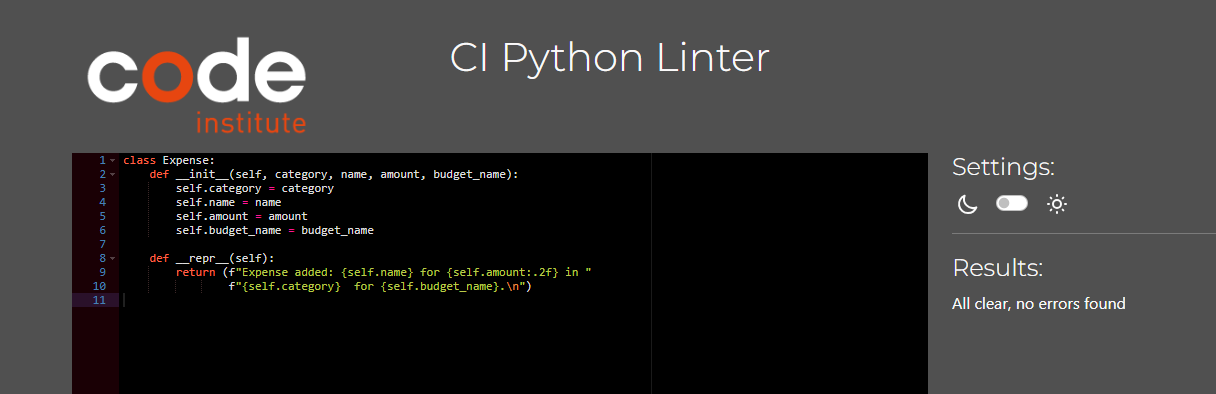 code
institute
CI Python Linter
1 class Expense:
2     def __init__(self, category, name, amount, budget_name):
3         self.category = category
4         self.name = name
5         self.amount = amount
6         self.budget_name = budget_name
7
8     def __repr__(self):
9         return (f"Expense added: {self.name} for {self.amount:.2f} in "
10                 f"{self.category}  for {self.budget_name}.\n")
11
Settings:
Results:
All clear, no errors found